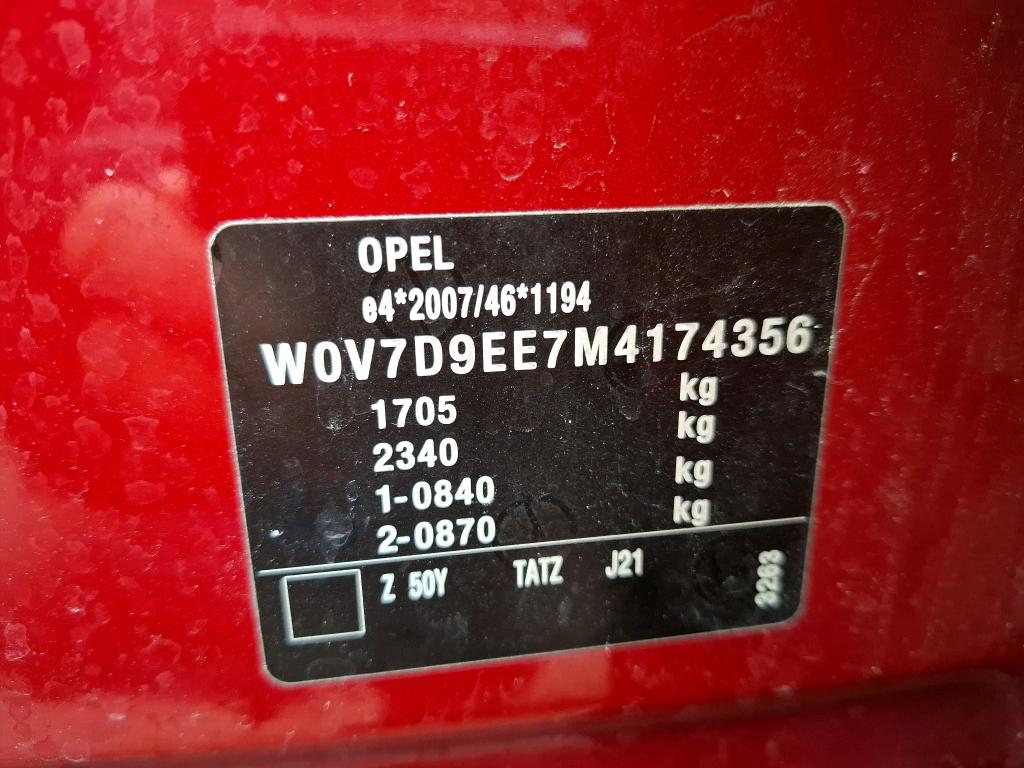 OPEL
e4*2007/46*1194
W0V7D9EE7M4174356
1705 kg
2340 kg
1-0840 kg
2-0870 kg
Z 50Y TATZ J21
3263